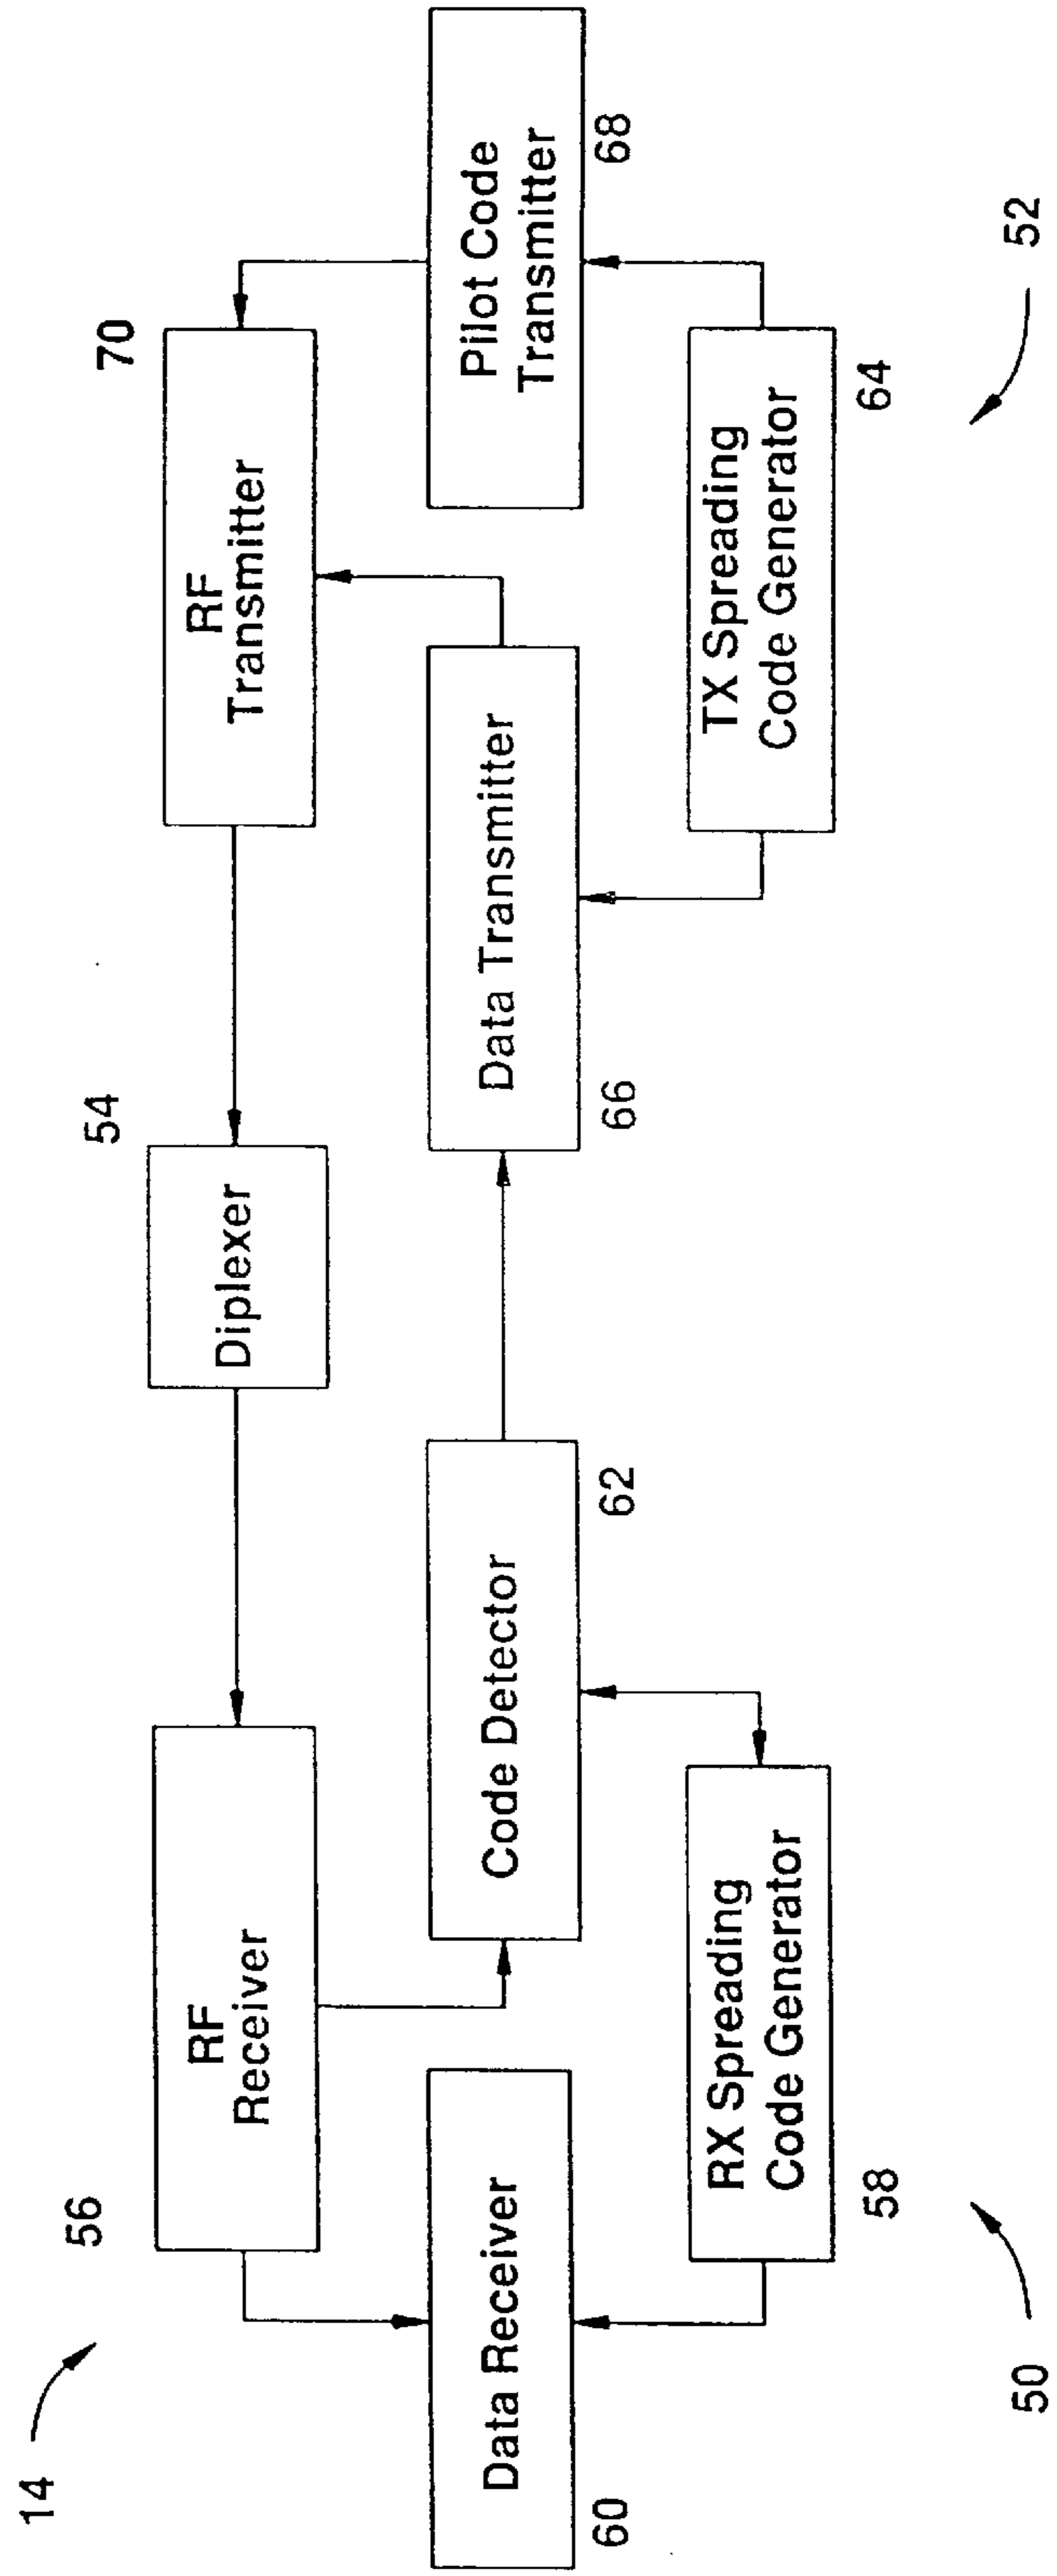 14
56
54
70
RF
Receiver
Diplexer
RF
Transmitter
Data Receiver
60
Code Detector
62
Data Transmitter
66
Pilot Code
Transmitter
68
RX Spreading
Code Generator
58
TX Spreading
Code Generator
64
50
52